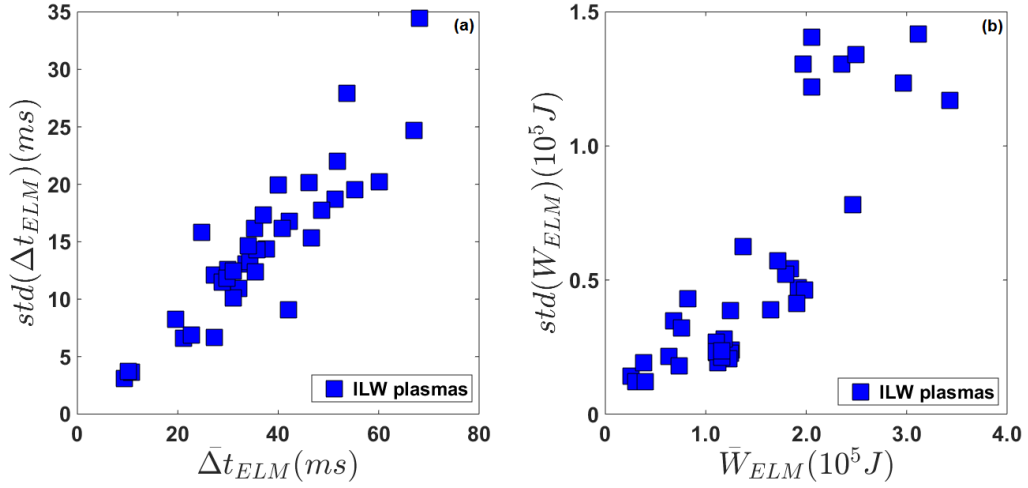 (a)
35
30
25
20
15
10
5
0
0 20 40 60 80
std(Δt_ELM)(ms)
Δ̄t_ELM(ms)
ILW plasmas
(b)
1.5
1.0
0.5
0
0 1.0 2.0 3.0 4.0
std(W_ELM)(10^5 J)
W̄_ELM(10^5 J)
ILW plasmas